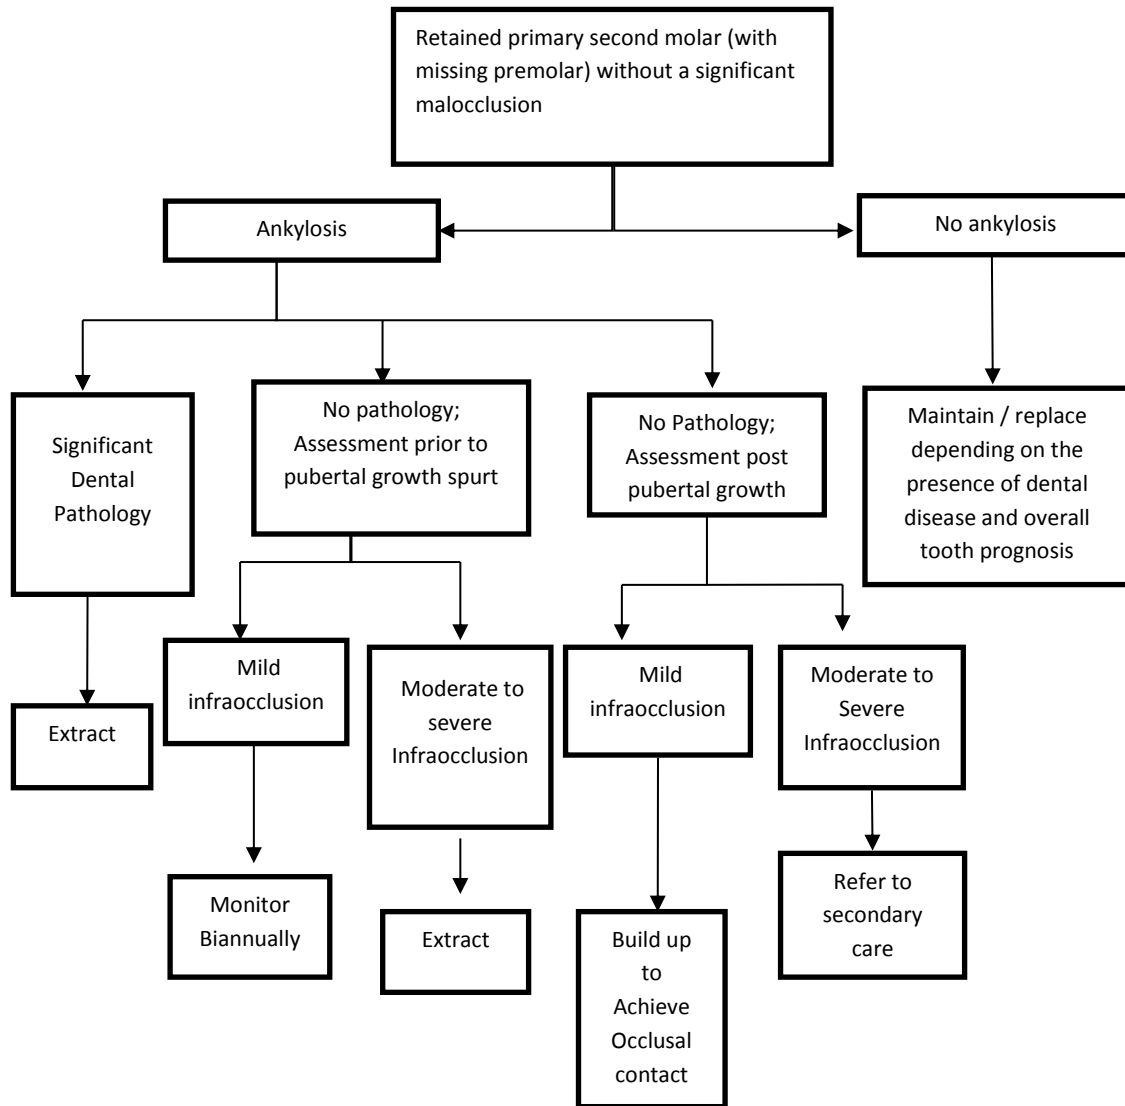 Retained primary second molar (with
missing premolar) without a significant
malocclusion
Ankylosis
No ankylosis
Significant
Dental
Pathology
No pathology;
Assessment prior to
pubertal growth spurt
No Pathology;
Assessment post
pubertal growth
Maintain / replace
depending on the
presence of dental
disease and overall
tooth prognosis
Extract
Mild
infraocclusion
Moderate to
severe
Infraocclusion
Mild
infraocclusion
Moderate to
Severe
Infraocclusion
Monitor
Biannually
Extract
Build up
to
Achieve
Occlusal
contact
Refer to
secondary
care